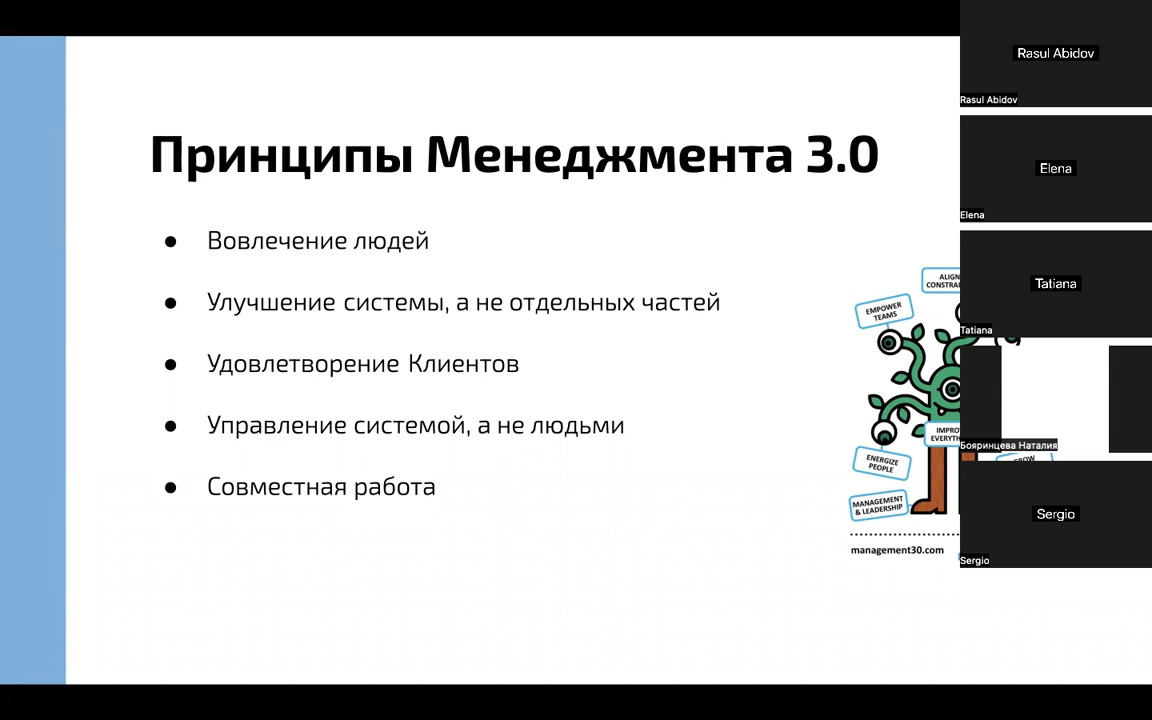 Принципы Менеджмента 3.0
● Вовлечение людей
● Улучшение системы, а не отдельных частей
● Удовлетворение Клиентов
● Управление системой, а не людьми
● Совместная работа
ALIGN
EMPOWER
TEAMS
ENERGIZE
PEOPLE
MANAGEMENT
& LEADERSHIP
management30.com
Rasul Abidov
Rasul Abidov
Elena
Elena
Tatiana
Tatiana
Бояринцева Наталия
Sergio
Sergio